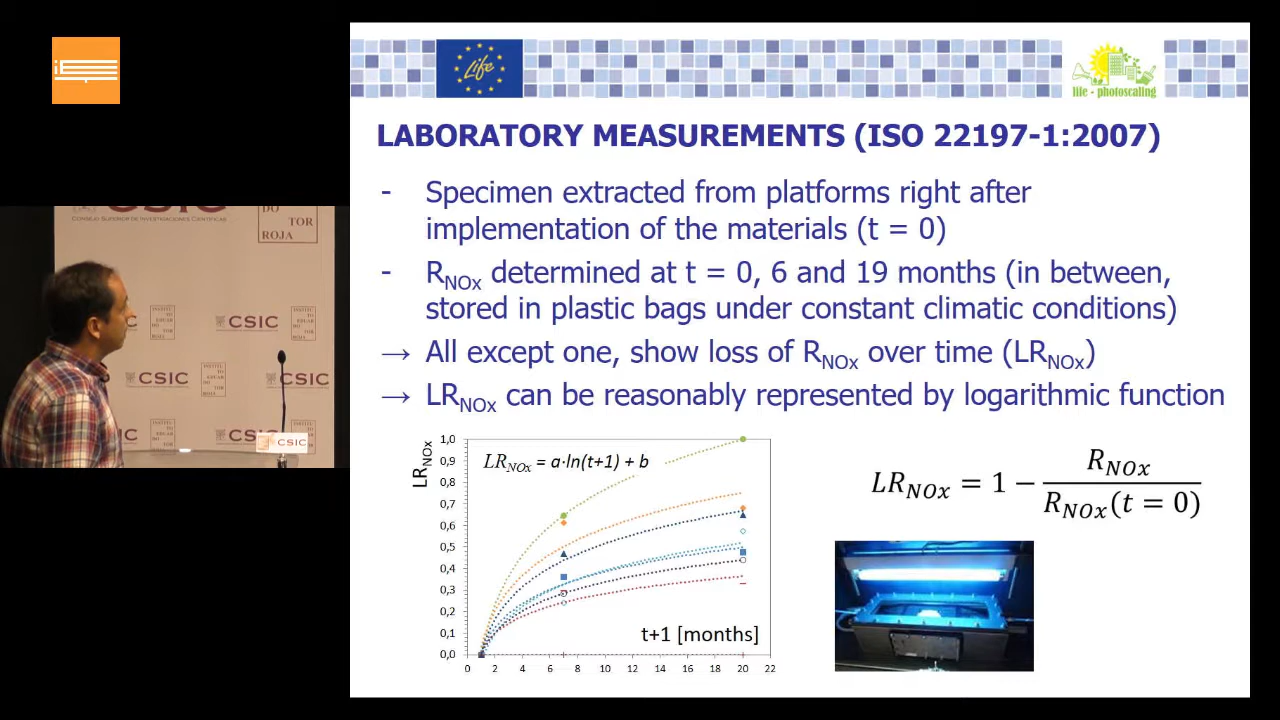 Life
life - photoscaling
LABORATORY MEASUREMENTS (ISO 22197-1:2007)
- Specimen extracted from platforms right after
implementation of the materials (t = 0)
- RNOx determined at t = 0, 6 and 19 months (in between,
stored in plastic bags under constant climatic conditions)
→ All except one, show loss of RNOx over time (LRNOx)
→ LRNOx can be reasonably represented by logarithmic function
LRNOx
1,0
0,9
0,8
0,7
0,6
0,5
0,4
0,3
0,2
0,1
0,0
LRNOx = a·ln(t+1) + b
t+1 [months]
0 2 4 6 8 10 12 14 16 18 20 22
LRNOx = 1 − RNOx / RNOx(t = 0)
CSIC
CONSEJO SUPERIOR DE INVESTIGACIONES CIENTÍFICAS
DO
TOR
ROJA
CSIC
CSIC
CSIC
CSIC
CSIC